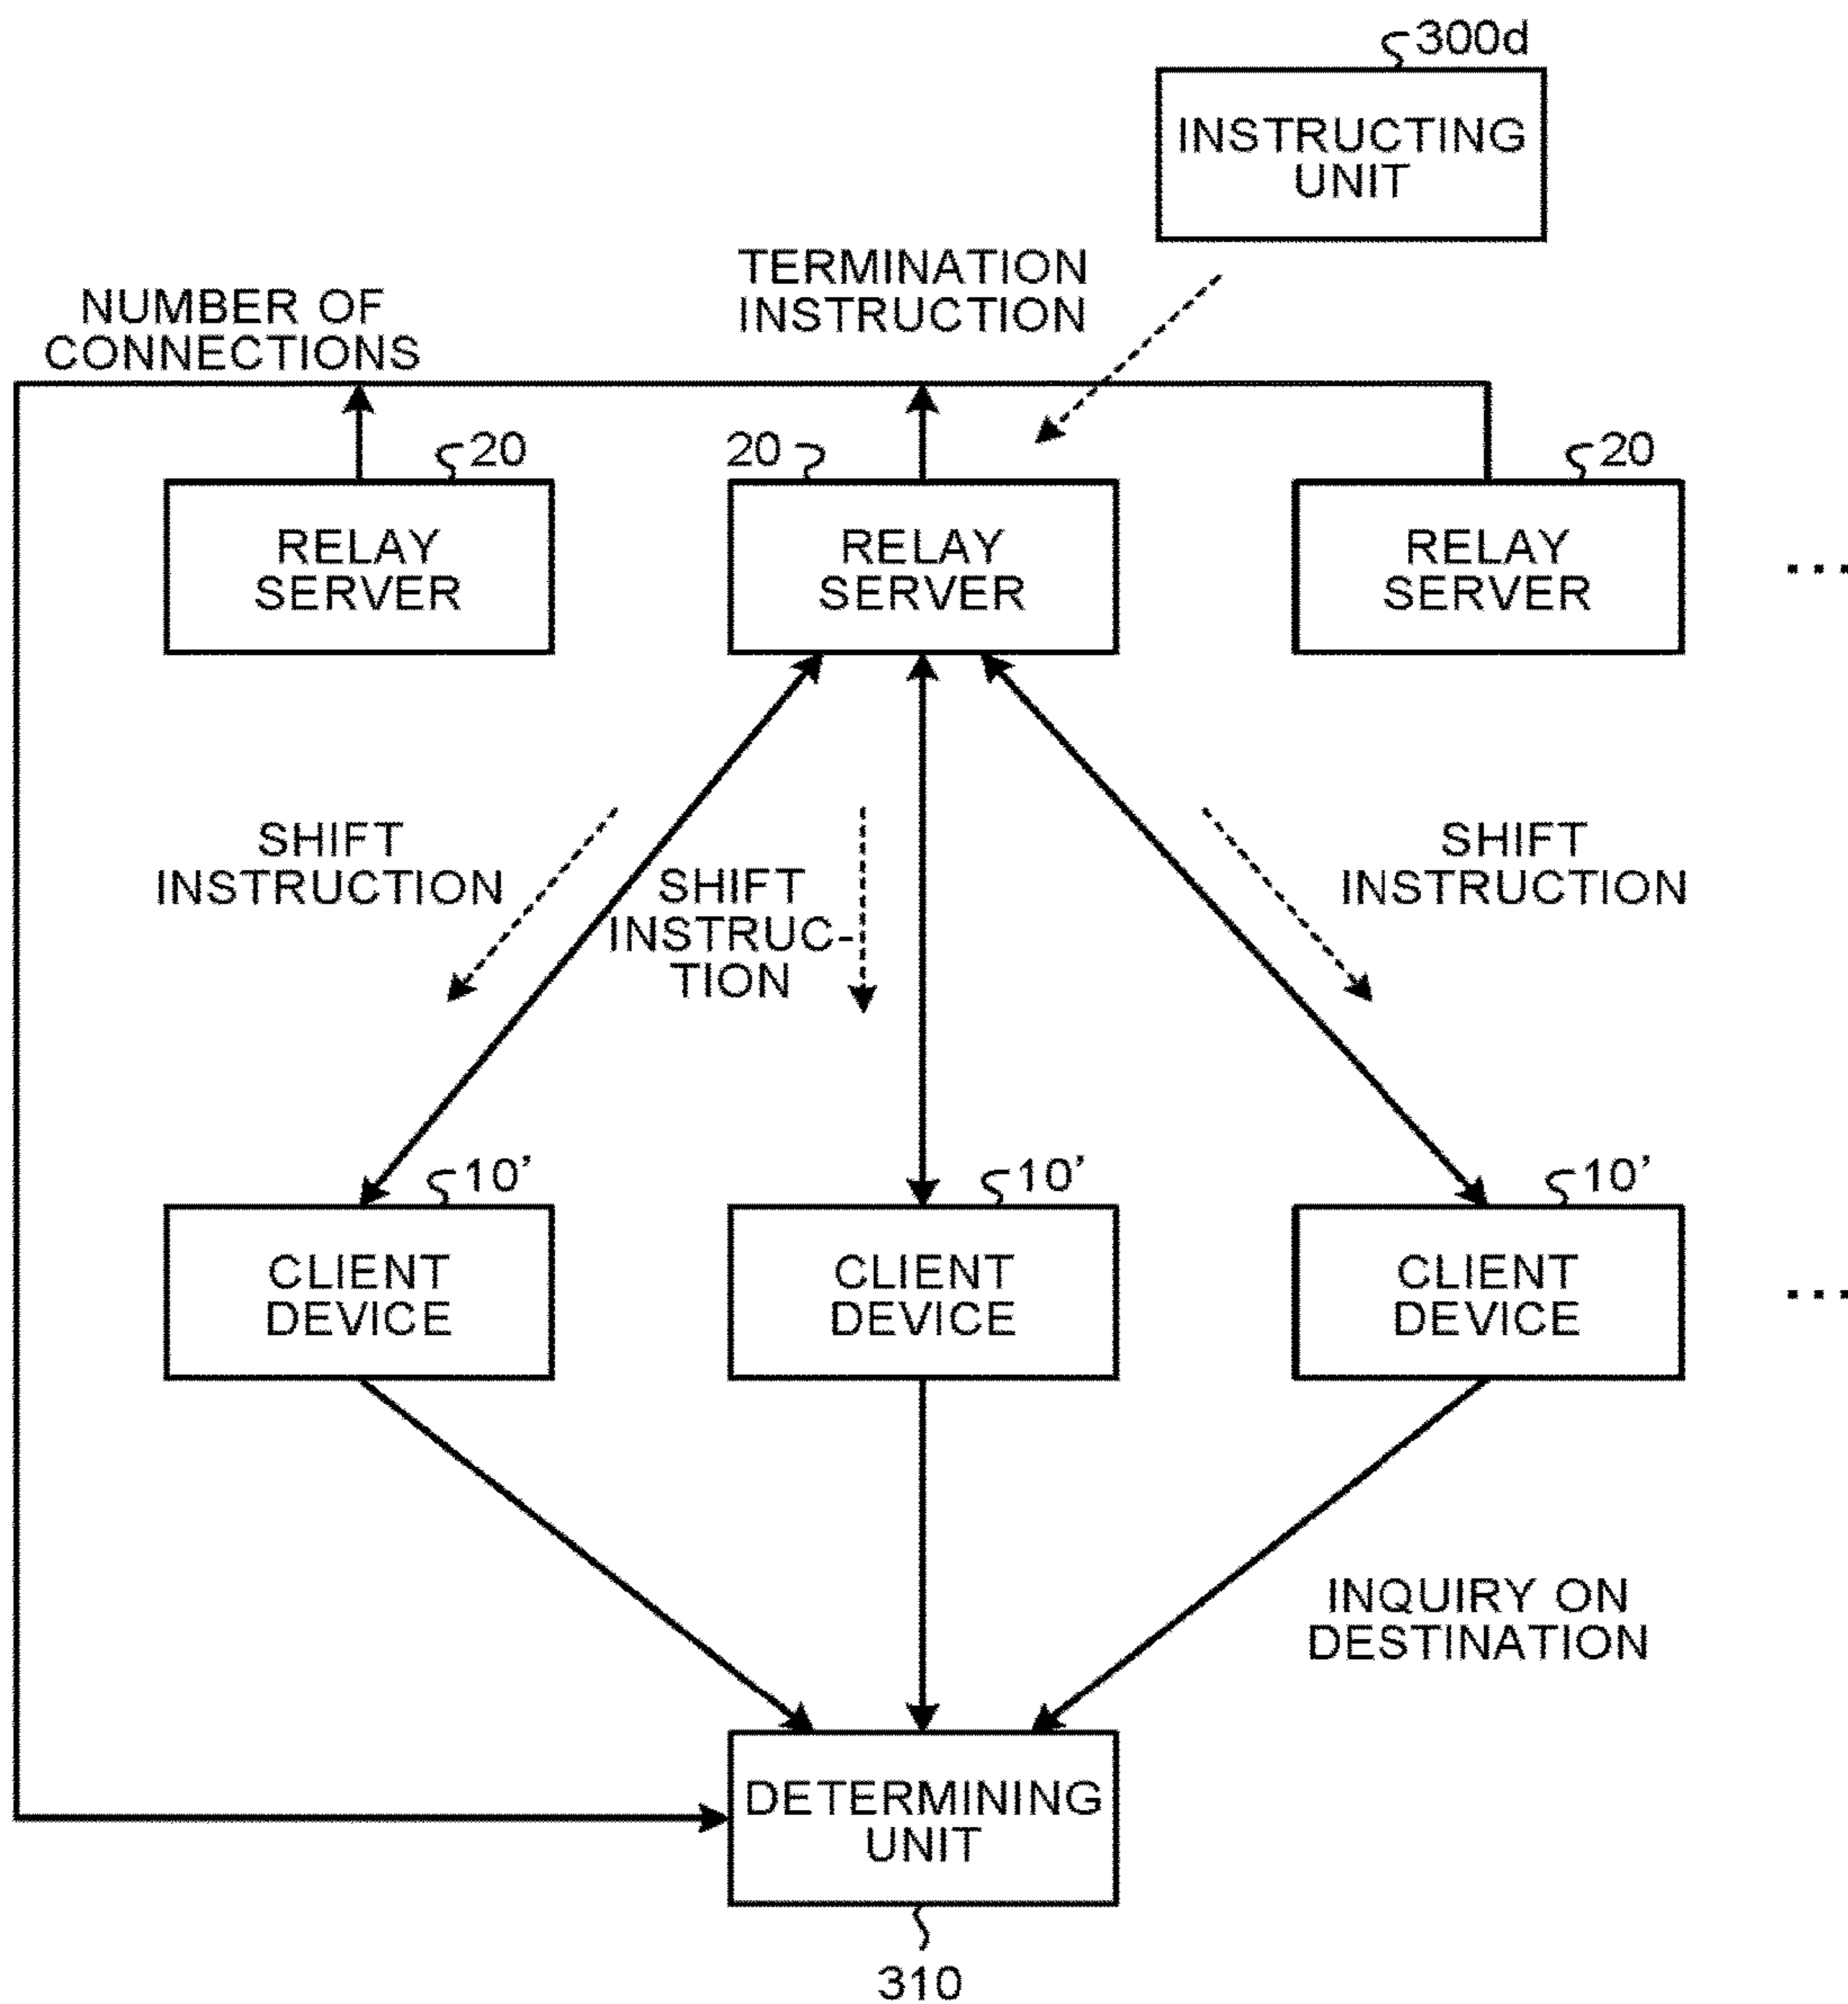 300d
INSTRUCTING
UNIT
TERMINATION
INSTRUCTION
NUMBER OF
CONNECTIONS
20
20
20
RELAY
SERVER
RELAY
SERVER
RELAY
SERVER
...
SHIFT
INSTRUCTION
SHIFT
INSTRUC-
TION
SHIFT
INSTRUCTION
10’
10’
10’
CLIENT
DEVICE
CLIENT
DEVICE
CLIENT
DEVICE
...
INQUIRY ON
DESTINATION
DETERMINING
UNIT
310